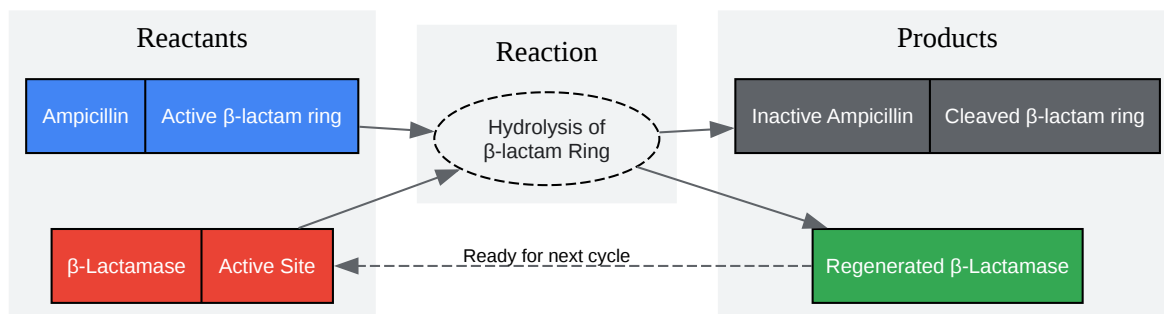 Reactants
Reaction
Products
Ampicillin
Active β-lactam ring
Hydrolysis of
β-lactam Ring
Inactive Ampicillin
Cleaved β-lactam ring
β-Lactamase
Active Site
Ready for next cycle
Regenerated β-Lactamase